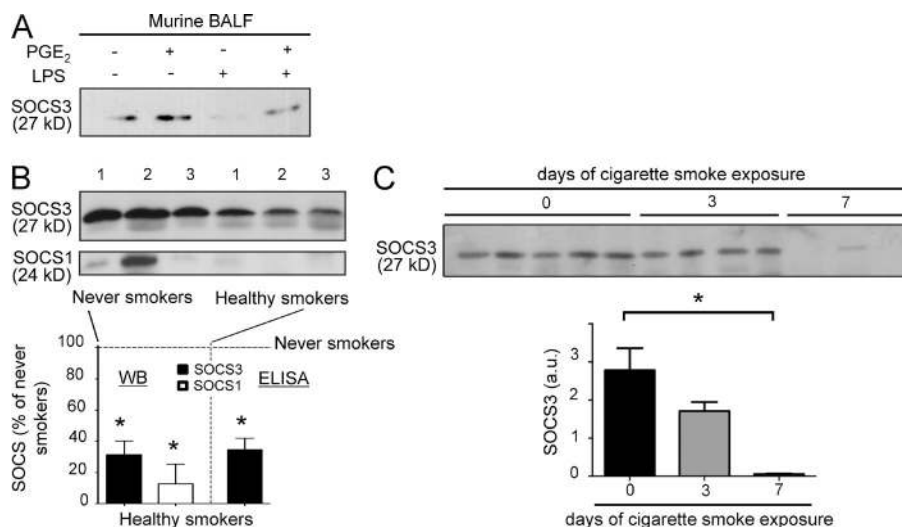 A
Murine BALF
PGE2 - + - +
LPS - - + +
SOCS3
(27 kD)
B
1 2 3 1 2 3
SOCS3
(27 kD)
SOCS1
(24 kD)
Never smokers Healthy smokers
SOCS (% of never
smokers)
100
80
60
40
20
0
Never smokers
WB
SOCS3
SOCS1
ELISA
* * *
Healthy smokers
C
days of cigarette smoke exposure
0 3 7
SOCS3
(27 kD)
*
SOCS3 (a.u.)
3
2
1
0
0 3 7
days of cigarette smoke exposure